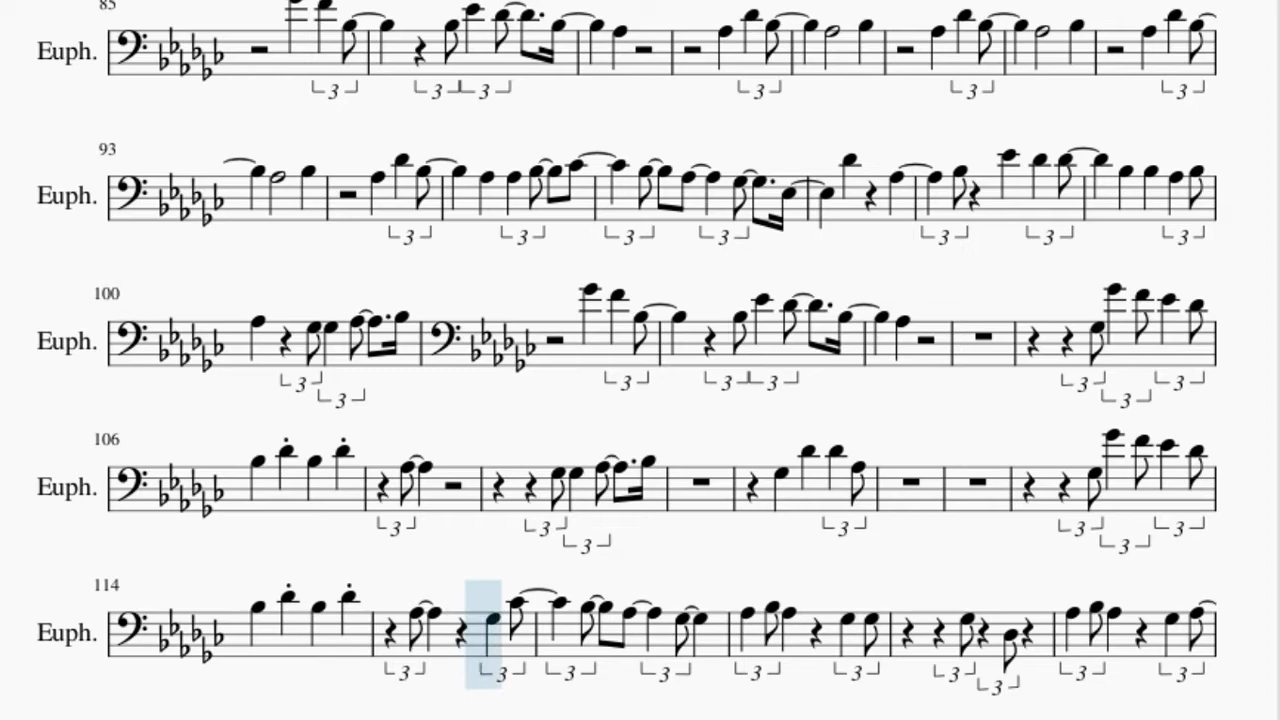 85
Euph.
3 3 3 3 3 3
93
Euph.
3 3 3 3 3 3 3
100
Euph.
3 3 3 3 3 3 3 3
106
Euph.
3 3 3 3 3 3 3
114
Euph.
3 3 3 3 3 3 3 3 3 3